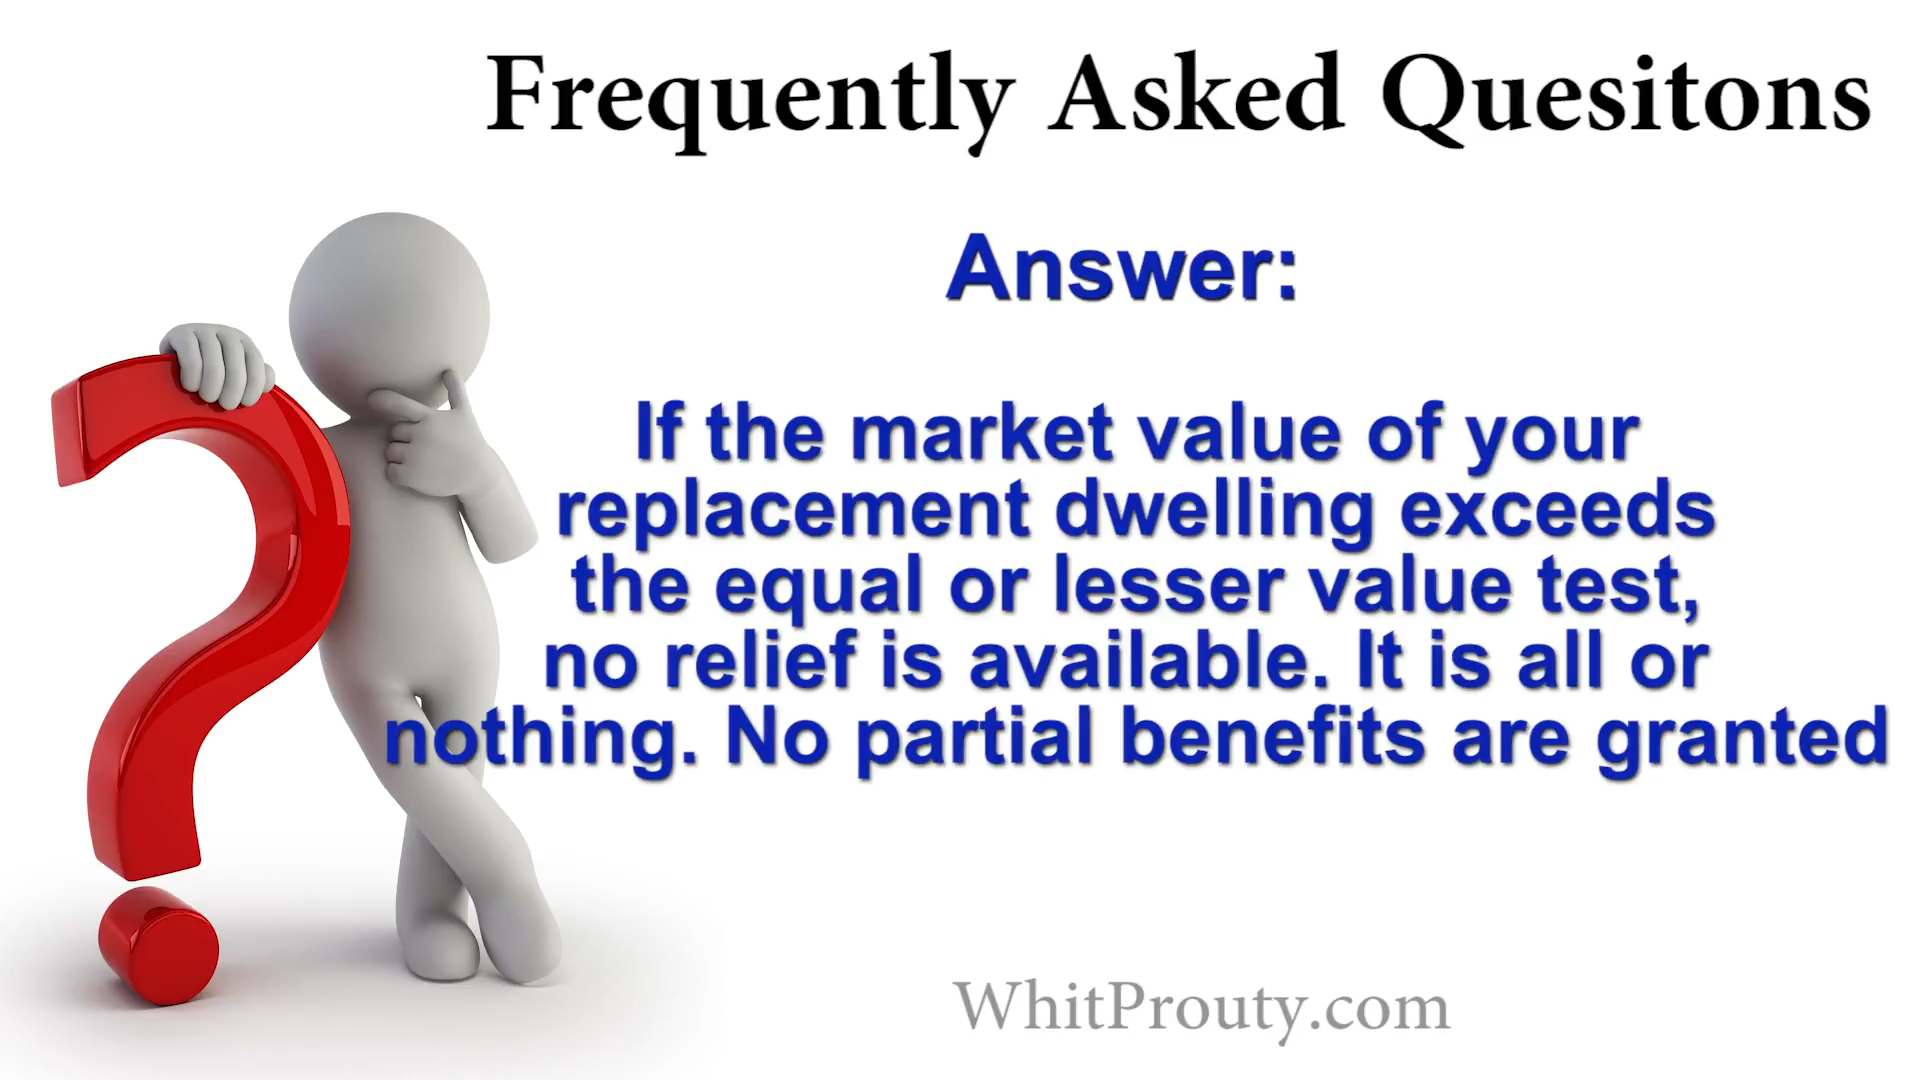 Frequently Asked Quesitons
Answer:
If the market value of your
replacement dwelling exceeds
the equal or lesser value test,
no relief is available. It is all or
nothing. No partial benefits are granted
WhitProuty.com